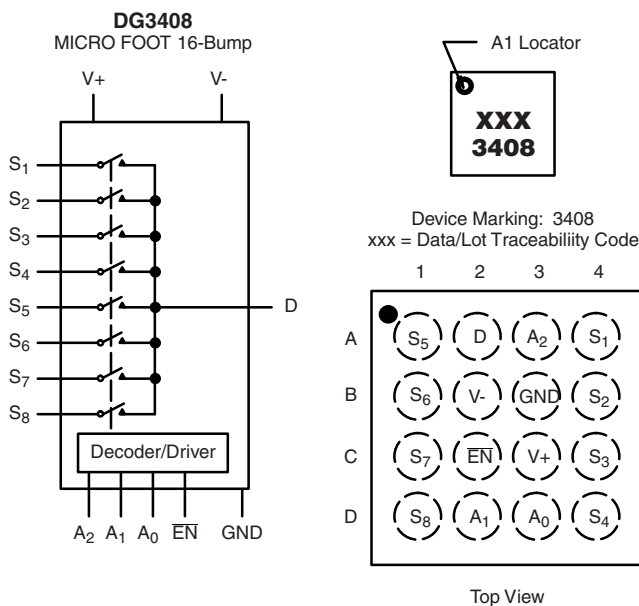 DG3408
MICRO FOOT 16-Bump
V+ V-
S1
S2
S3
S4
S5
S6
S7
S8
D
Decoder/Driver
A2 A1 A0 EN GND
A1 Locator
XXX
3408
Device Marking: 3408
xxx = Data/Lot Traceabiliity Code
1 2 3 4
A S5 D A2 S1
B S6 V- GND S2
C S7 EN V+ S3
D S8 A1 A0 S4
Top View